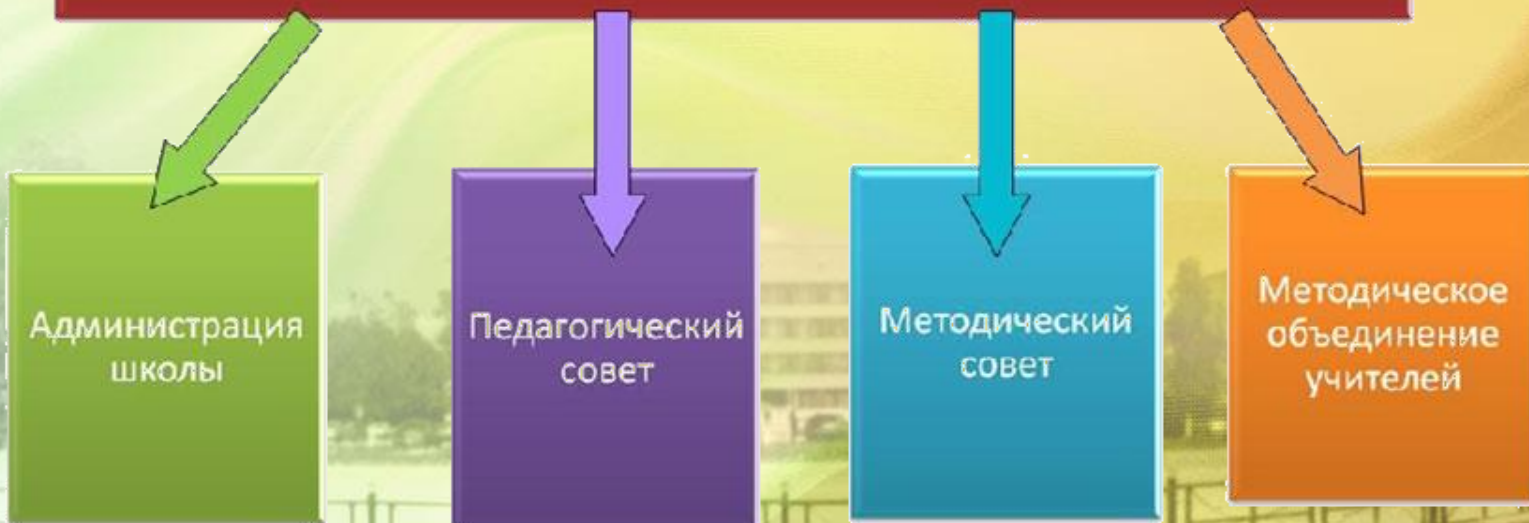 Администрация
школы
Педагогический
совет
Методический
совет
Методическое
объединение
учителей